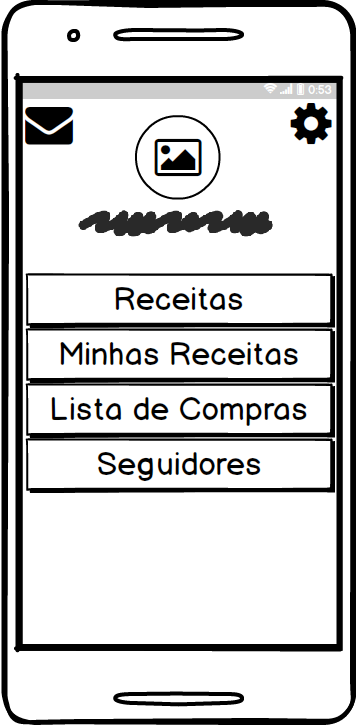 0:53
Receitas
Minhas Receitas
Lista de Compras
Seguidores